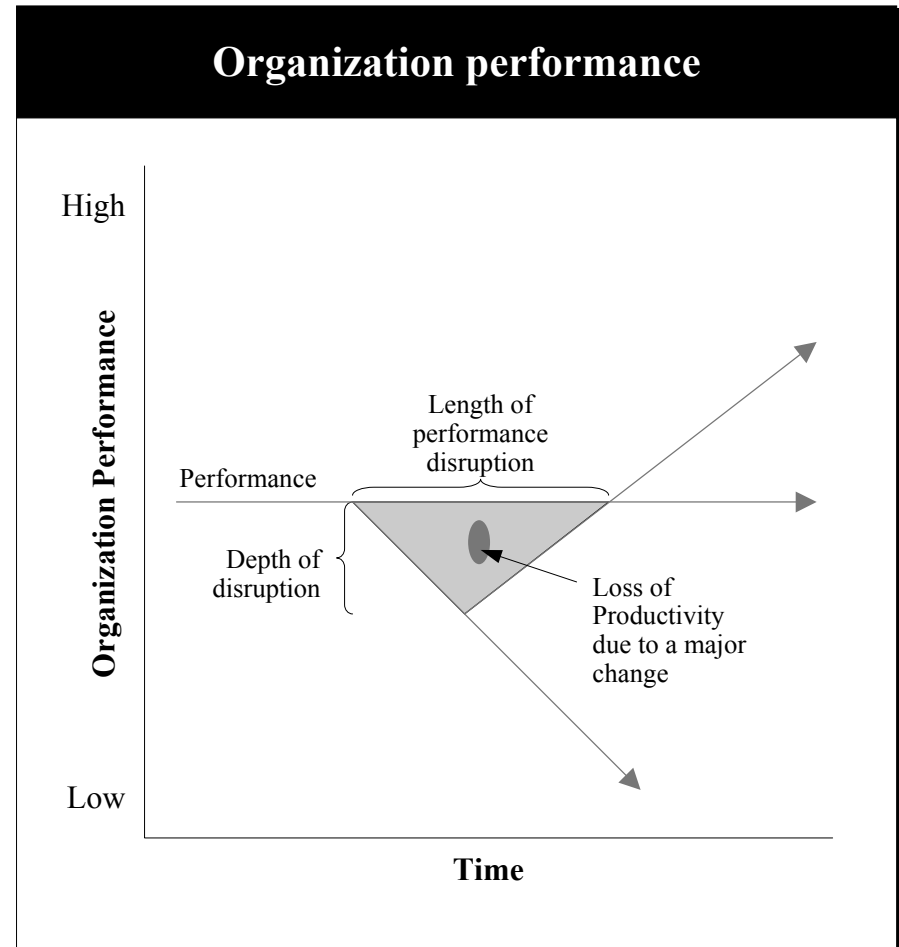 Organization performance
High
Organization Performance
Length of
performance
disruption
Performance
Depth of
disruption
Loss of
Productivity
due to a major
change
Low
Time